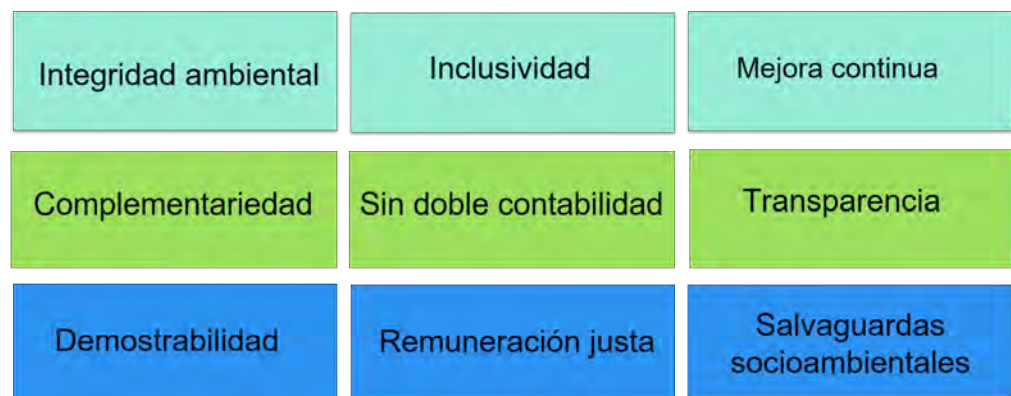 Integridad ambiental
Inclusividad
Mejora continua
Complementariedad
Sin doble contabilidad
Transparencia
Demostrabilidad
Remuneración justa
Salvaguardas
socioambientales